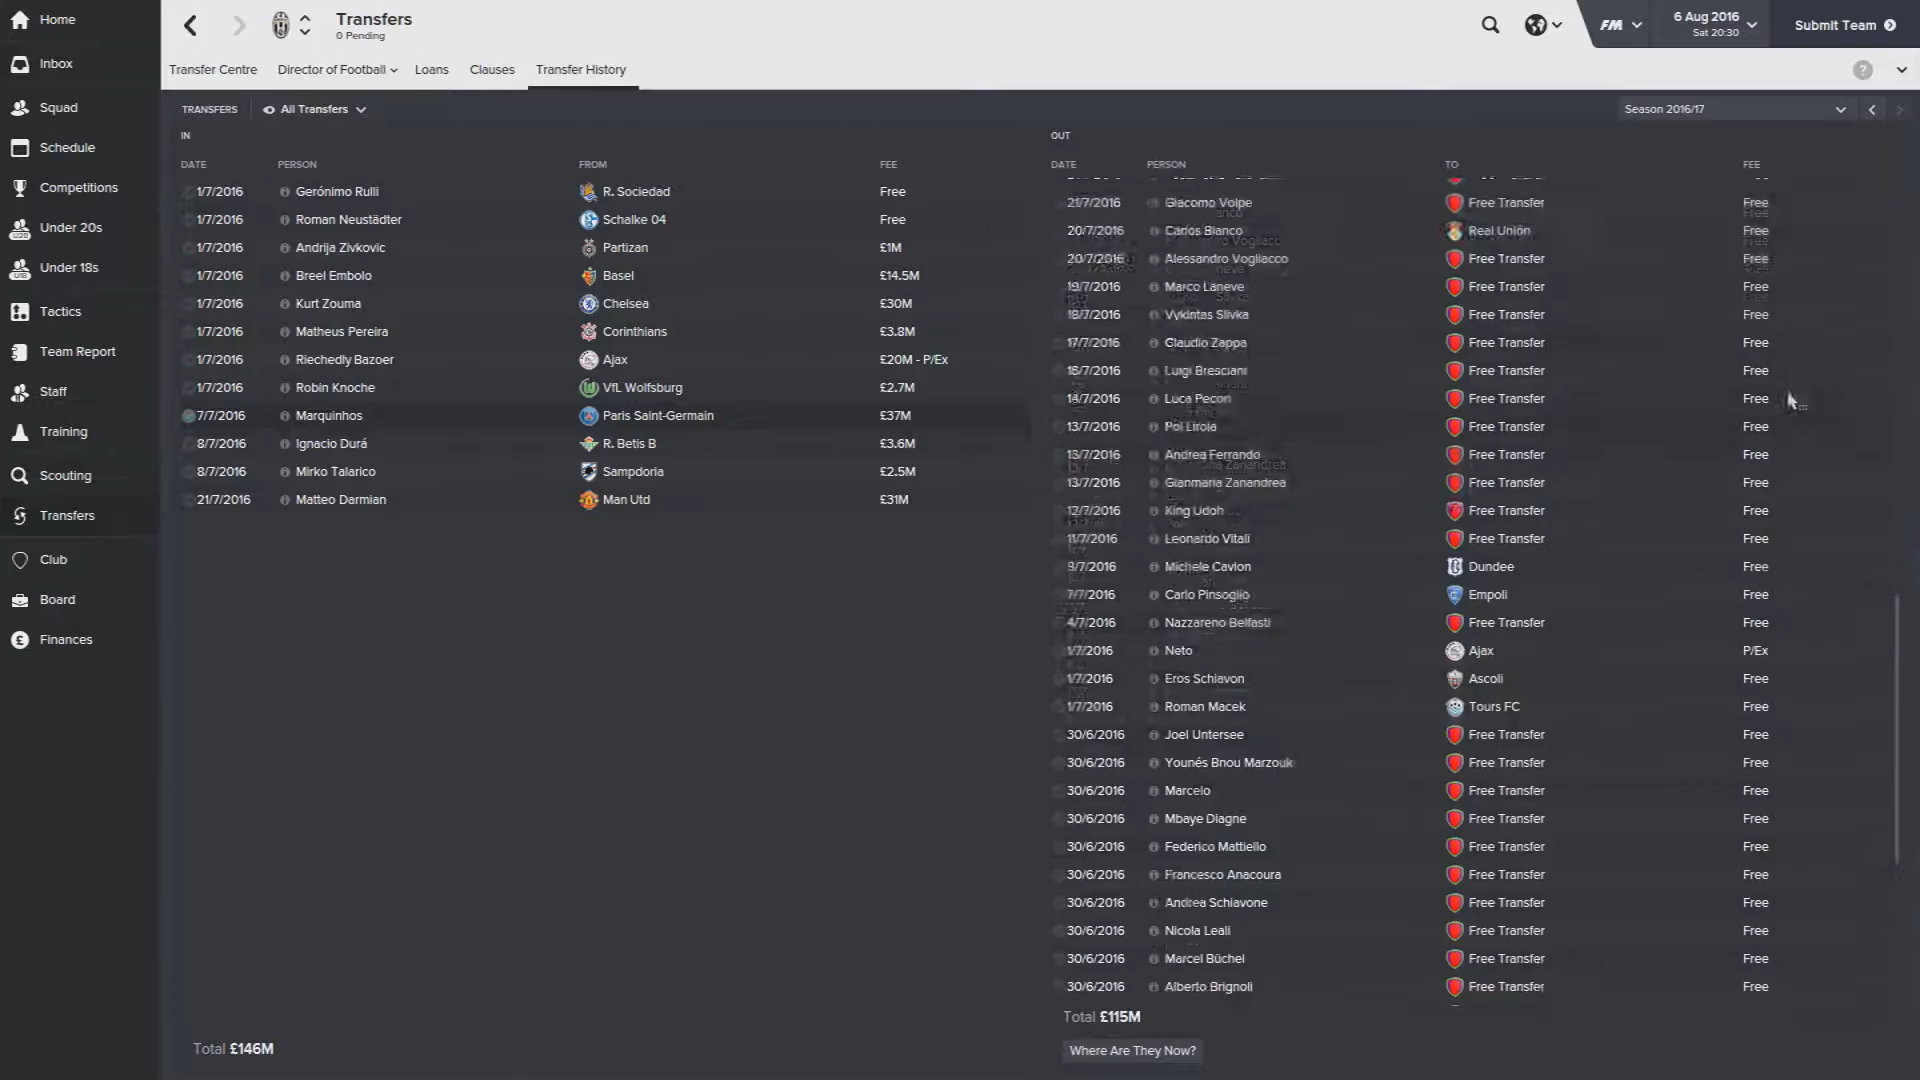 Home
Inbox
Squad
Schedule
Competitions
Under 20s
Under 18s
Tactics
Team Report
Staff
Training
Scouting
Transfers
Club
Board
Finances
Transfers
0 Pending
FM
6 Aug 2016
Sat 20:30
Submit Team
Transfer Centre Director of Football Loans Clauses Transfer History
TRANSFERS All Transfers Season 2016/17
IN
DATE PERSON FROM FEE
1/7/2016 Gerónimo Rulli R. Sociedad Free
1/7/2016 Roman Neustädter Schalke 04 Free
1/7/2016 Andrija Zivkovic Partizan £1M
1/7/2016 Breel Embolo Basel £14.5M
1/7/2016 Kurt Zouma Chelsea £30M
1/7/2016 Matheus Pereira Corinthians £3.8M
1/7/2016 Riechedly Bazoer Ajax £20M - P/Ex
1/7/2016 Robin Knoche VfL Wolfsburg £2.7M
7/7/2016 Marquinhos Paris Saint-Germain £37M
8/7/2016 Ignacio Durá R. Betis B £3.6M
8/7/2016 Mirko Talarico Sampdoria £2.5M
21/7/2016 Matteo Darmian Man Utd £31M
Total £146M
OUT
DATE PERSON TO FEE
21/7/2016 Giacomo Volpe Free Transfer Free
20/7/2016 Carlos Blanco Real Unión Free
20/7/2016 Alessandro Vogliacco Free Transfer Free
19/7/2016 Marco Laneve Free Transfer Free
18/7/2016 Vykintas Slivka Free Transfer Free
17/7/2016 Claudio Zappa Free Transfer Free
Luigi Bresciani Free Transfer Free
Luca Pecori Free Transfer Free
13/7/2016 Pol Lirola Free Transfer Free
13/7/2016 Andrea Ferrando Free Transfer Free
13/7/2016 Gianmaria Zanandrea Free Transfer Free
12/7/2016 King Udoh Free Transfer Free
11/7/2016 Leonardo Vitali Free Transfer Free
Michele Cavion Dundee Free
7/7/2016 Carlo Pinsoglio Empoli Free
4/7/2016 Nazzareno Belfasti Free Transfer Free
1/7/2016 Neto Ajax P/Ex
1/7/2016 Eros Schiavon Ascoli Free
1/7/2016 Roman Macek Tours FC Free
30/6/2016 Joel Untersee Free Transfer Free
30/6/2016 Younés Bnou Marzouk Free Transfer Free
30/6/2016 Marcelo Free Transfer Free
30/6/2016 Mbaye Diagne Free Transfer Free
30/6/2016 Federico Mattiello Free Transfer Free
30/6/2016 Francesco Anacoura Free Transfer Free
30/6/2016 Andrea Schiavone Free Transfer Free
30/6/2016 Nicola Leali Free Transfer Free
30/6/2016 Marcel Büchel Free Transfer Free
30/6/2016 Alberto Brignoli Free Transfer Free
Total £115M
Where Are They Now?